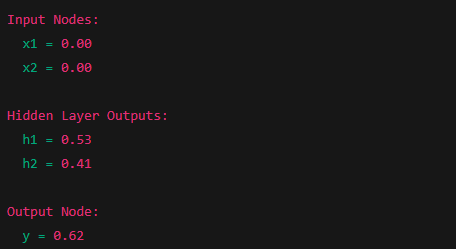 Input Nodes:
x1 = 0.00
x2 = 0.00
Hidden Layer Outputs:
h1 = 0.53
h2 = 0.41
Output Node:
y = 0.62